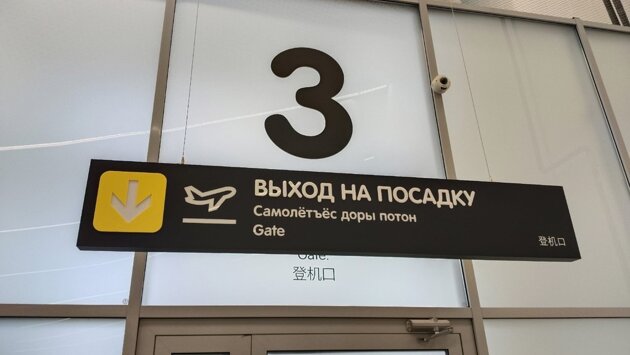 3
ВЫХОД НА ПОСАДКУ
Самолётъёс доры потон
Gate
登机口
Gate.
登机口